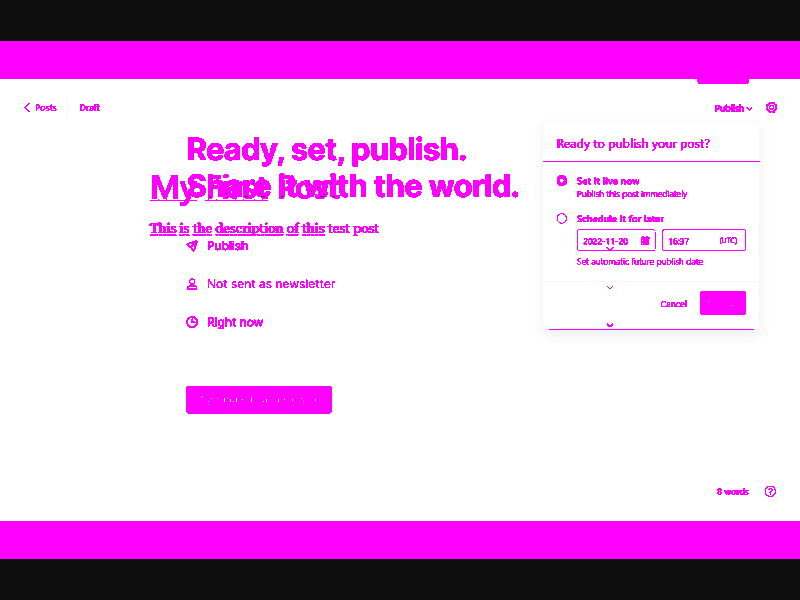 Posts
Draft
Publish
Ready, set, publish.
Share it with the world.
My First Post
This is the description of this test post
Publish
Not sent as newsletter
Right now
Ready to publish your post?
Set it live now
Publish this post immediately
Schedule it for later
2022-11-20
16:37
(UTC)
Set automatic future publish date
Cancel
8 words